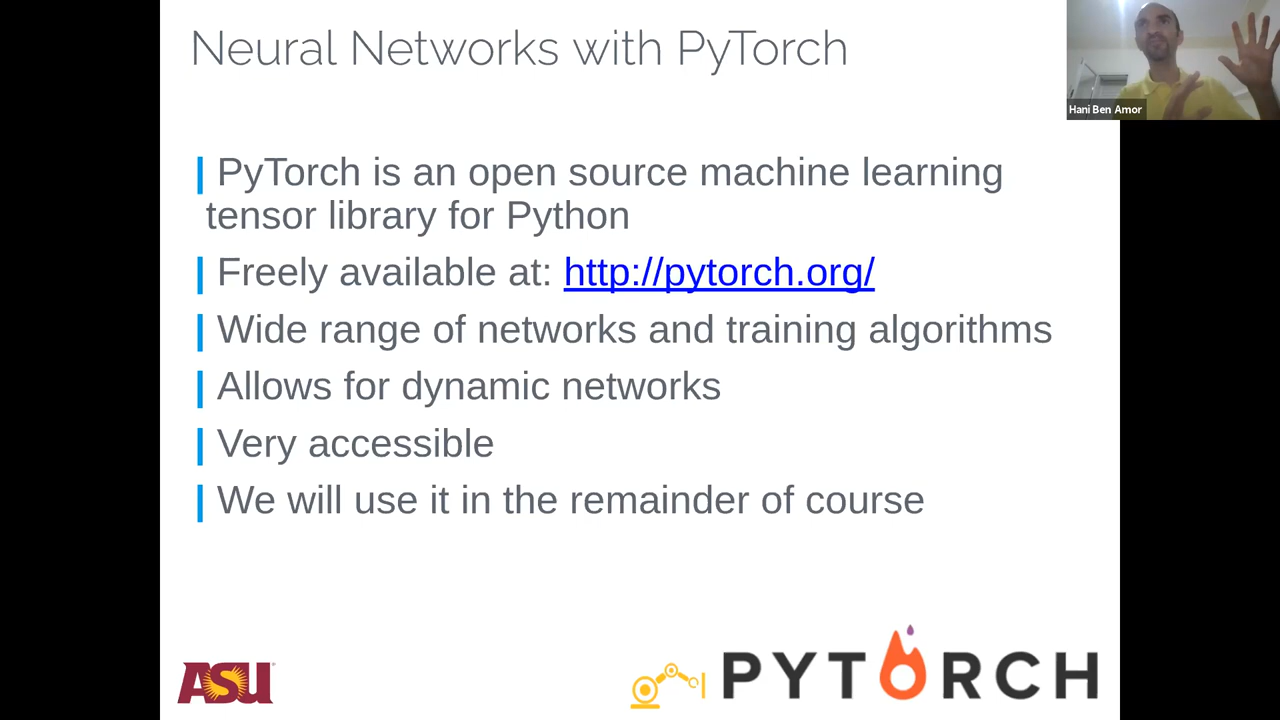 Neural Networks with PyTorch
Hani Ben Amor
| PyTorch is an open source machine learning
tensor library for Python
| Freely available at: http://pytorch.org/
| Wide range of networks and training algorithms
| Allows for dynamic networks
| Very accessible
| We will use it in the remainder of course
ASU
PYTORCH